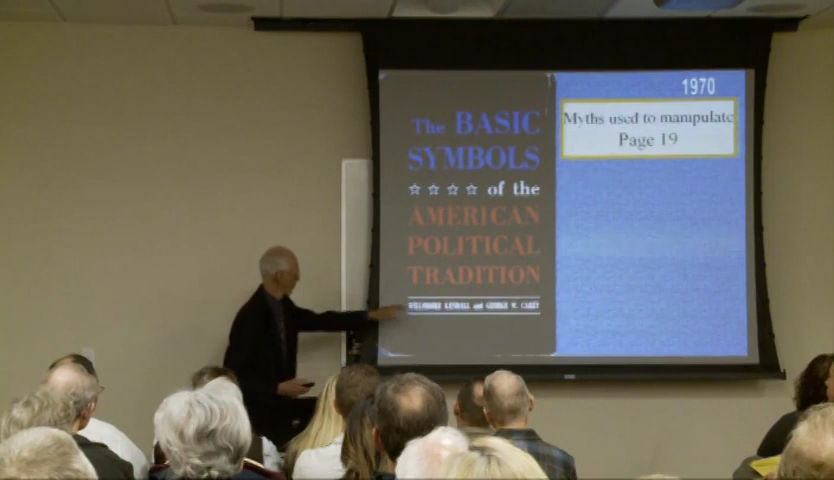 The BASIC
SYMBOLS
of the
AMERICAN
POLITICAL
TRADITION
WILLMOORE KENDALL and GEORGE W. CAREY
1970
Myths used to manipulate
Page 19